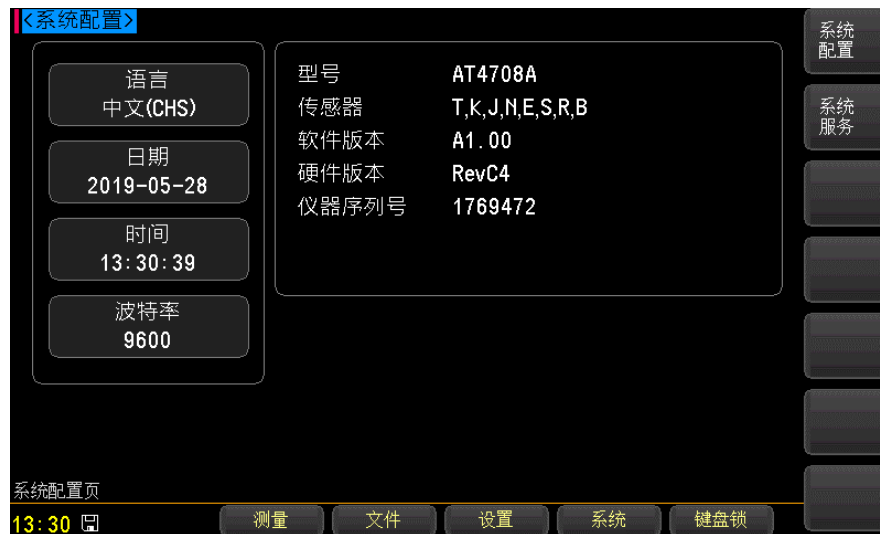 <系统配置>
语言
中文(CHS)
日期
2019-05-28
时间
13:30:39
波特率
9600
型号 AT4708A
传感器 T,K,J,N,E,S,R,B
软件版本 A1.00
硬件版本 RevC4
仪器序列号 1769472
系统
配置
系统
服务
系统配置页
13:30 测量 文件 设置 系统 键盘锁